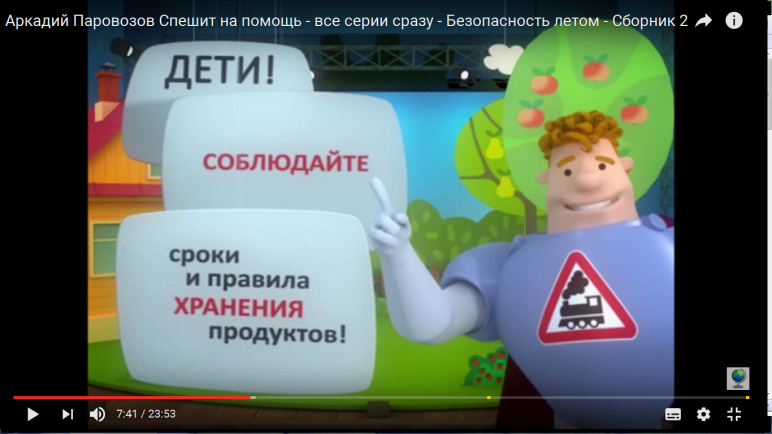 Аркадий Паровозов Спешит на помощь - все серии сразу - Безопасность летом - Сборник 2
ДЕТИ!
СОБЛЮДАЙТЕ
сроки
и правила
ХРАНЕНИЯ
продуктов!
7:41 / 23:53